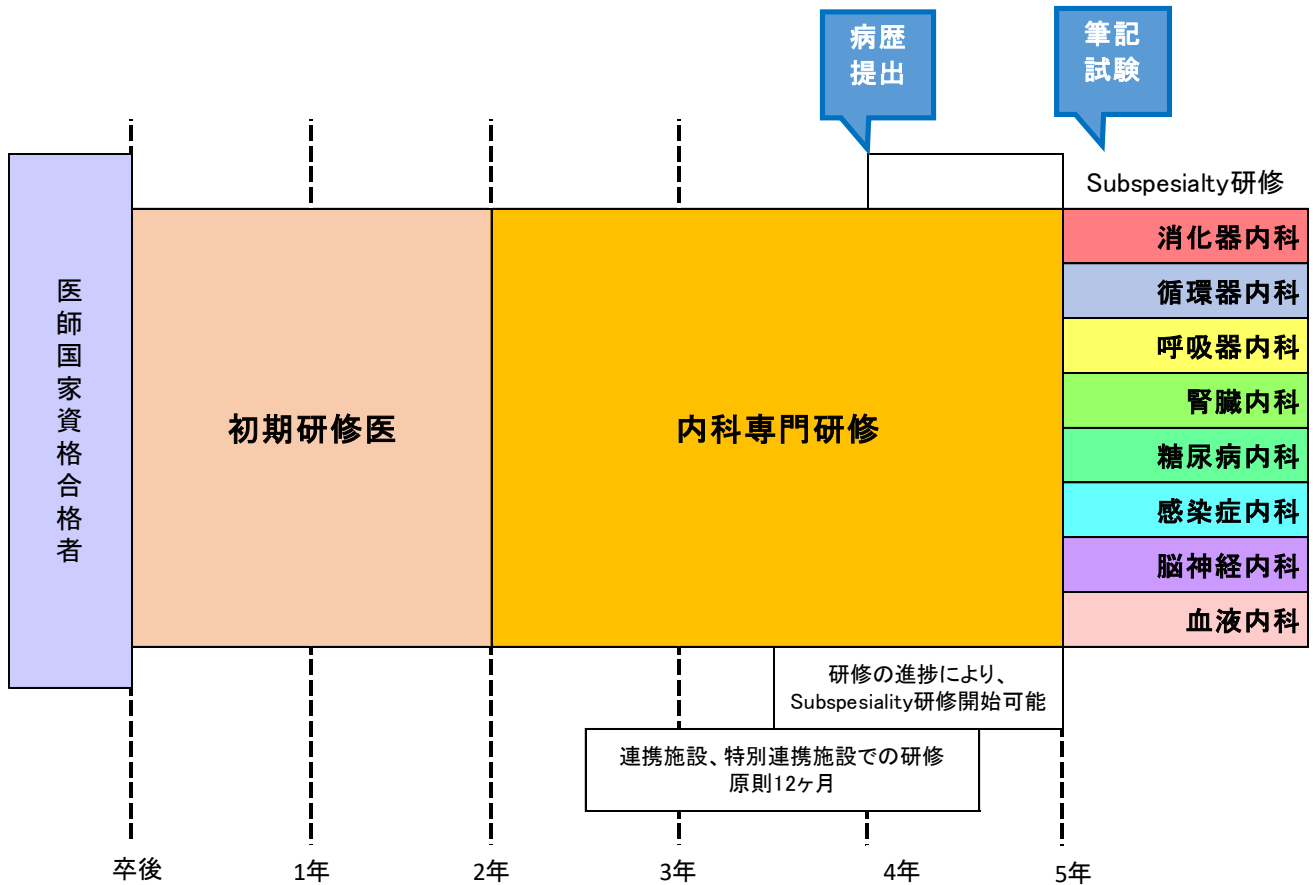 病歴
提出
筆記
試験
Subspesialty研修
医師国家資格合格者
初期研修医
内科専門研修
消化器内科
循環器内科
呼吸器内科
腎臓内科
糖尿病内科
感染症内科
脳神経内科
血液内科
研修の進捗により、
Subspesiality研修開始可能
連携施設、特別連携施設での研修
原則12ヶ月
卒後
1年
2年
3年
4年
5年